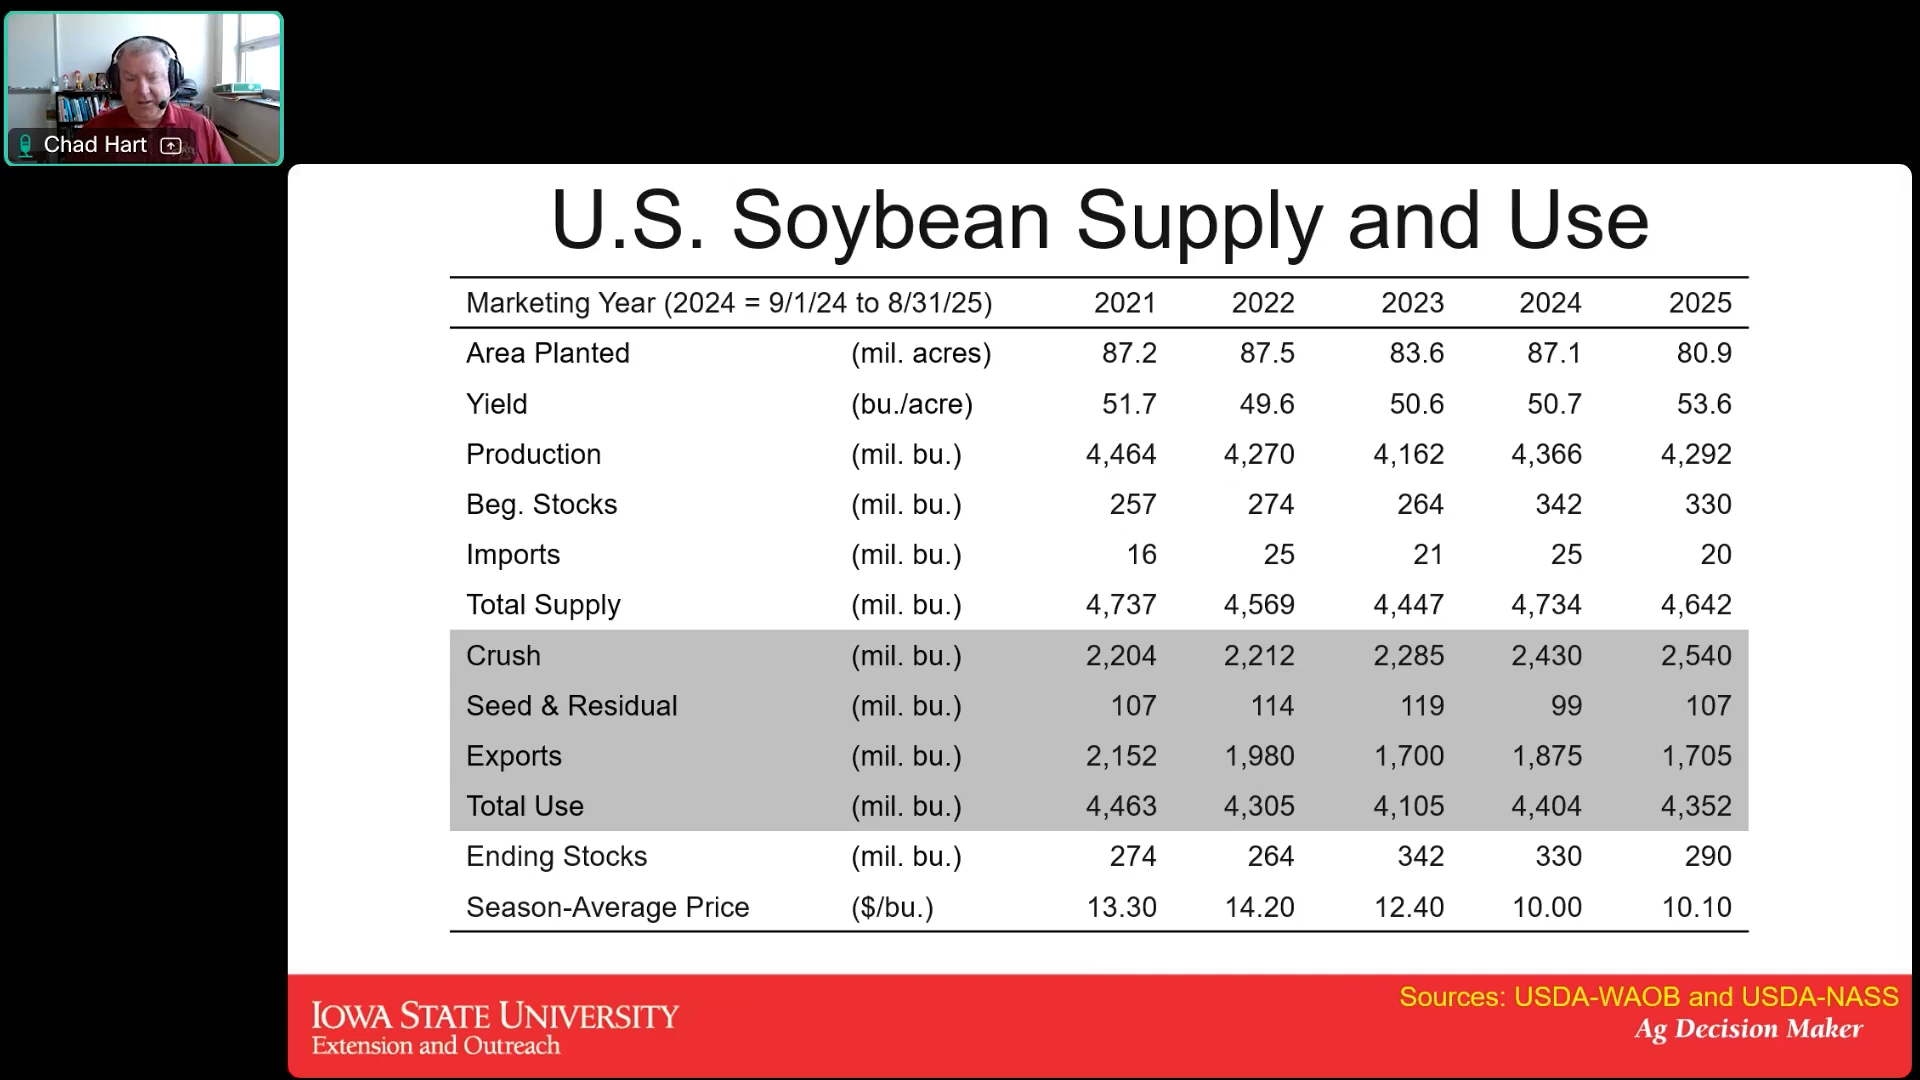 Chad Hart
U.S. Soybean Supply and Use
Marketing Year (2024 = 9/1/24 to 8/31/25) 2021 2022 2023 2024 2025
Area Planted (mil. acres) 87.2 87.5 83.6 87.1 80.9
Yield (bu./acre) 51.7 49.6 50.6 50.7 53.6
Production (mil. bu.) 4,464 4,270 4,162 4,366 4,292
Beg. Stocks (mil. bu.) 257 274 264 342 330
Imports (mil. bu.) 16 25 21 25 20
Total Supply (mil. bu.) 4,737 4,569 4,447 4,734 4,642
Crush (mil. bu.) 2,204 2,212 2,285 2,430 2,540
Seed & Residual (mil. bu.) 107 114 119 99 107
Exports (mil. bu.) 2,152 1,980 1,700 1,875 1,705
Total Use (mil. bu.) 4,463 4,305 4,105 4,404 4,352
Ending Stocks (mil. bu.) 274 264 342 330 290
Season-Average Price ($/bu.) 13.30 14.20 12.40 10.00 10.10
Sources: USDA-WAOB and USDA-NASS
IOWA STATE UNIVERSITY
Extension and Outreach
Ag Decision Maker